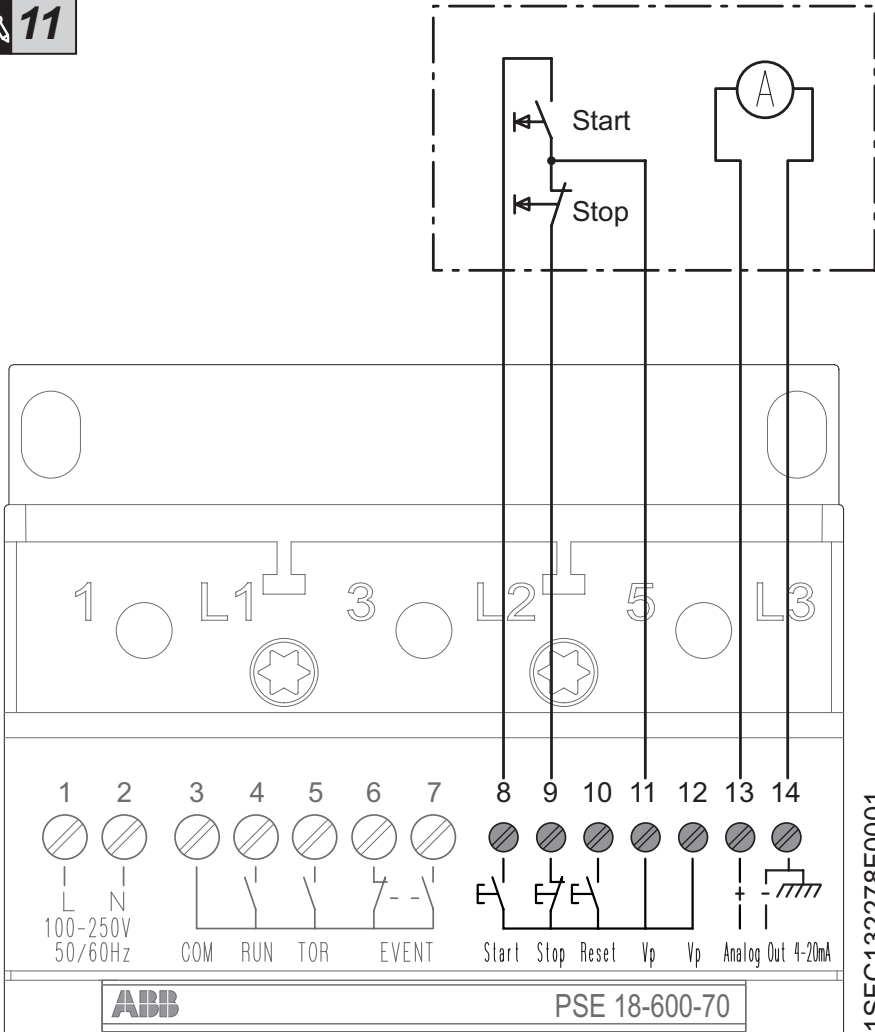 11
A
Start
Stop
1 L1 3 L2 5 L3
1 2 3 4 5 6 7 8 9 10 11 12 13 14
L N
100-250V
50/60Hz
COM RUN TOR EVENT Start Stop Reset Vp Vp Analog Out 4-20mA
+ -
ABB PSE 18-600-70
1SFC132278F0001